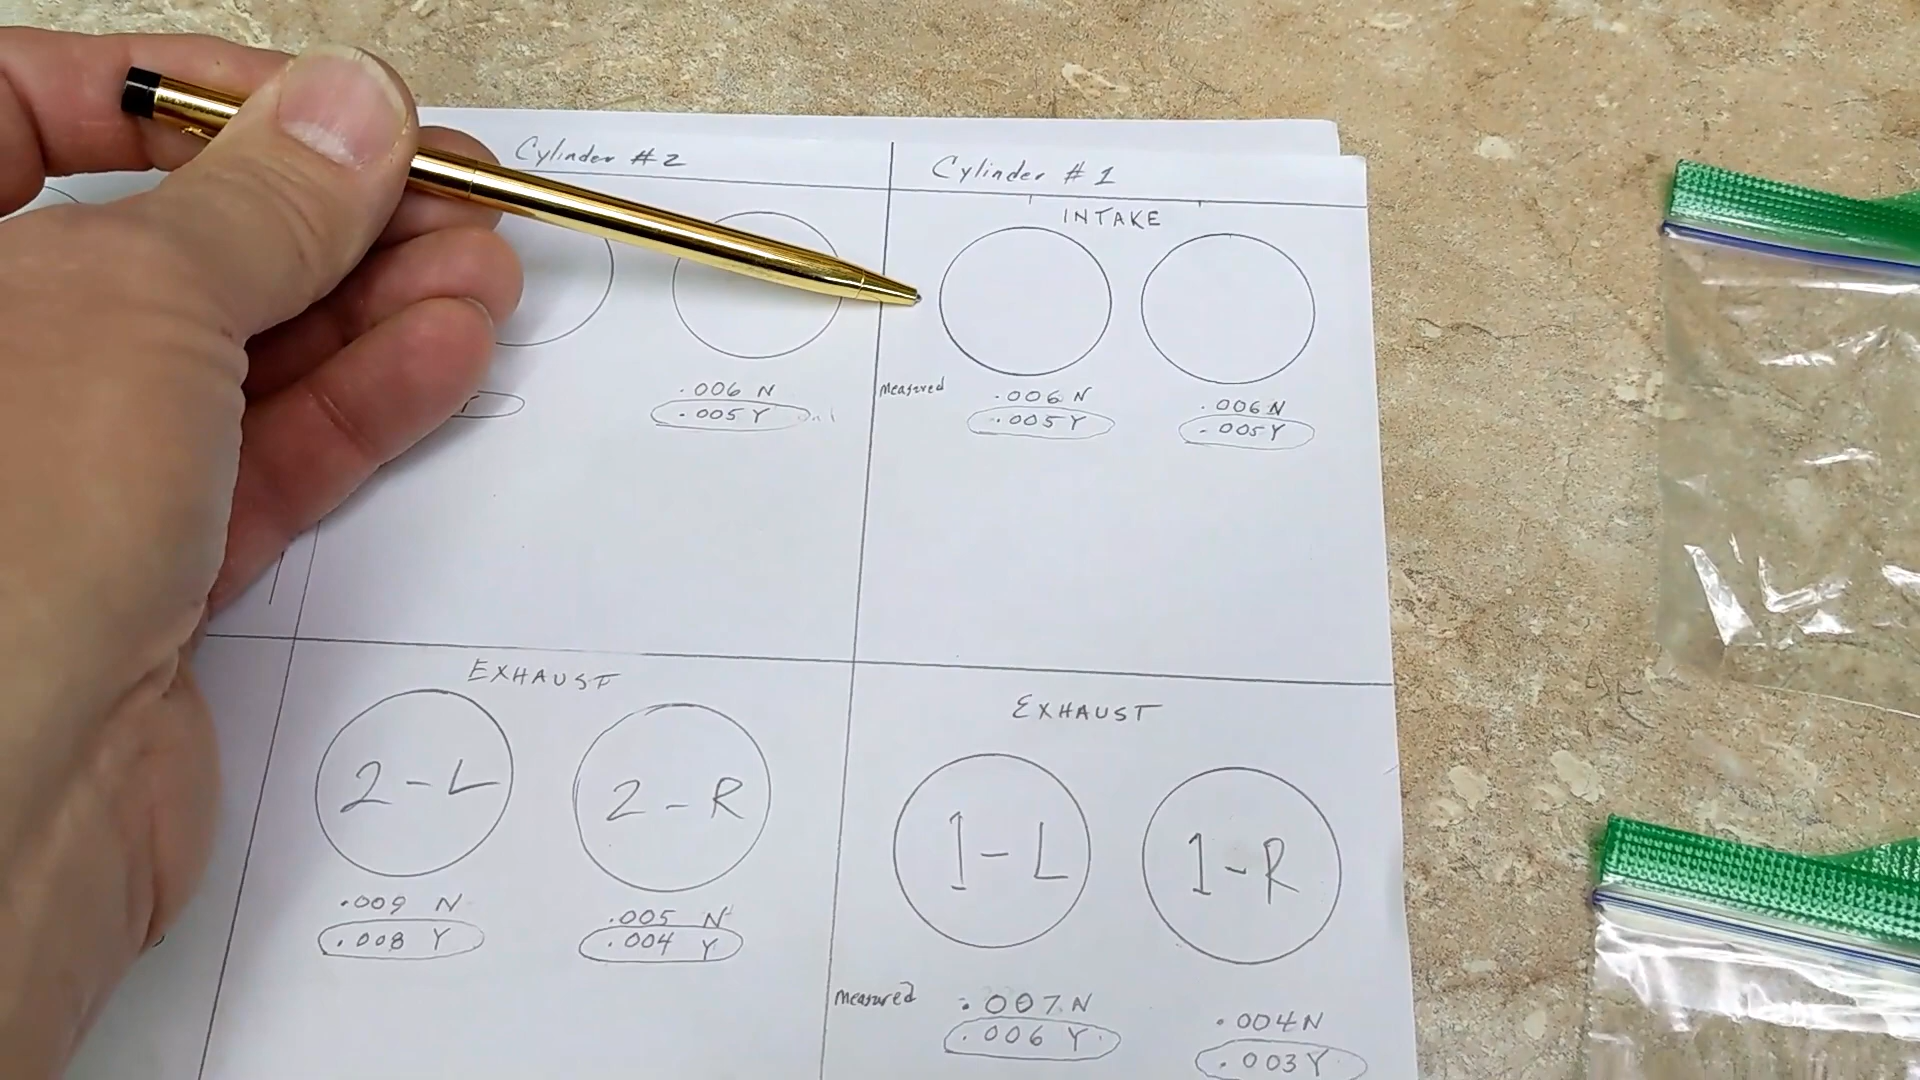 Cylinder #2
.006 N
.005 Y
Cylinder #1
INTAKE
measured
.006 N
.005 Y
.006 N
.005 Y
EXHAUST
2-L
2-R
.009 N
.008 Y
.005 N
.004 Y
EXHAUST
1-L
1-R
measured
.007 N
.006 Y
.004 N
.003 Y